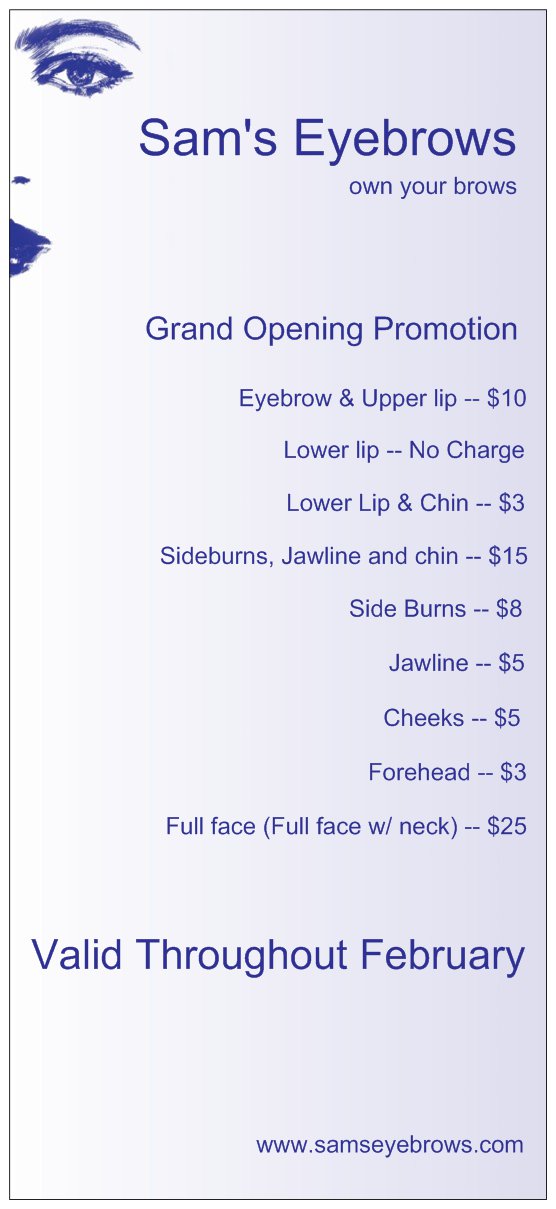 Sam's Eyebrows
own your brows
Grand Opening Promotion
Eyebrow & Upper lip -- $10
Lower lip -- No Charge
Lower Lip & Chin -- $3
Sideburns, Jawline and chin -- $15
Side Burns -- $8
Jawline -- $5
Cheeks -- $5
Forehead -- $3
Full face (Full face w/ neck) -- $25
Valid Throughout February
www.samseyebrows.com